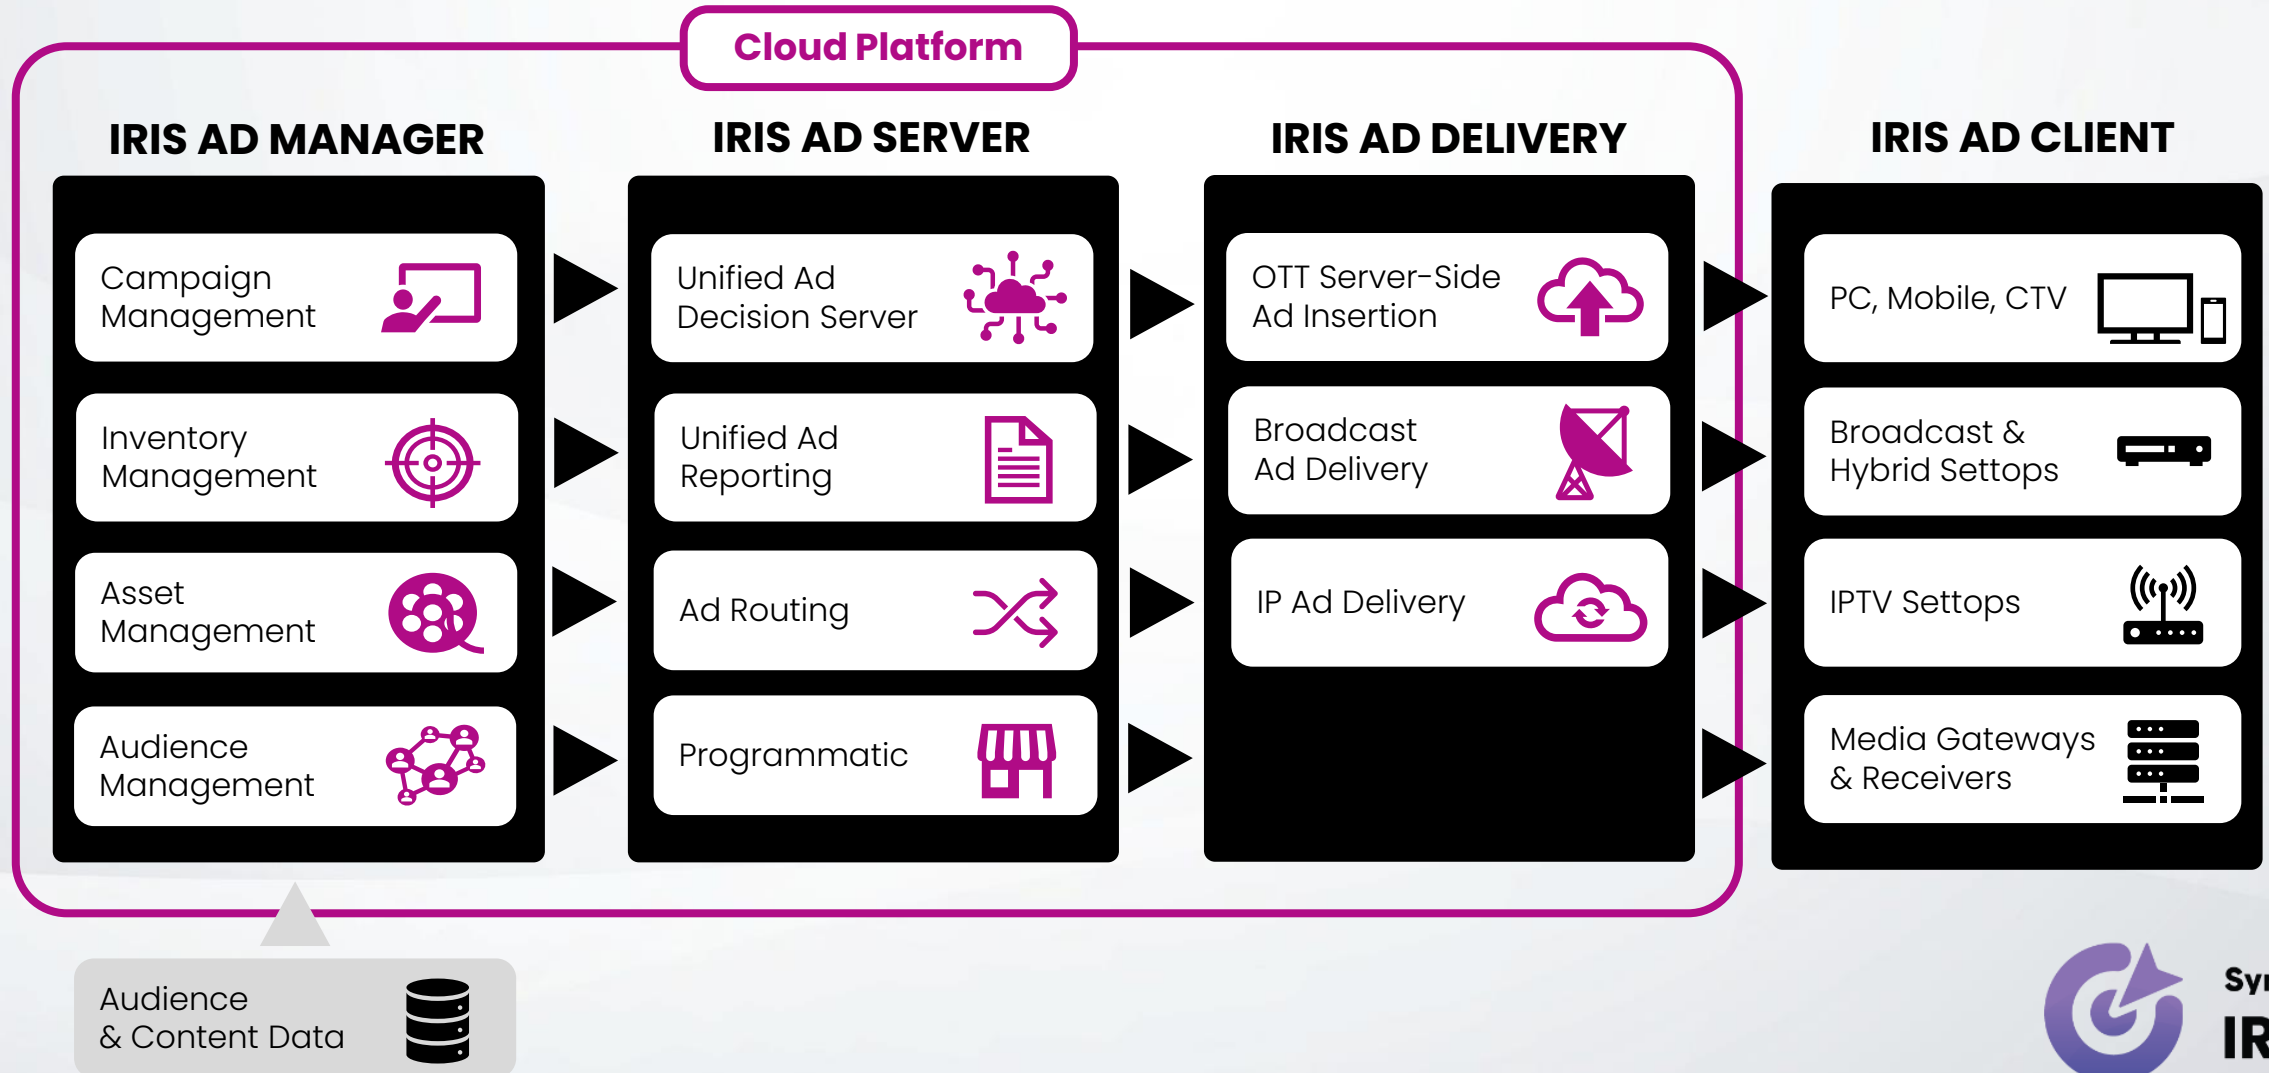 Cloud Platform
IRIS AD MANAGER
Campaign
Management
Inventory
Management
Asset
Management
Audience
Management
IRIS AD SERVER
Unified Ad
Decision Server
Unified Ad
Reporting
Ad Routing
Programmatic
IRIS AD DELIVERY
OTT Server-Side
Ad Insertion
Broadcast
Ad Delivery
IP Ad Delivery
IRIS AD CLIENT
PC, Mobile, CTV
Broadcast &
Hybrid Settops
IPTV Settops
Media Gateways
& Receivers
Audience
& Content Data